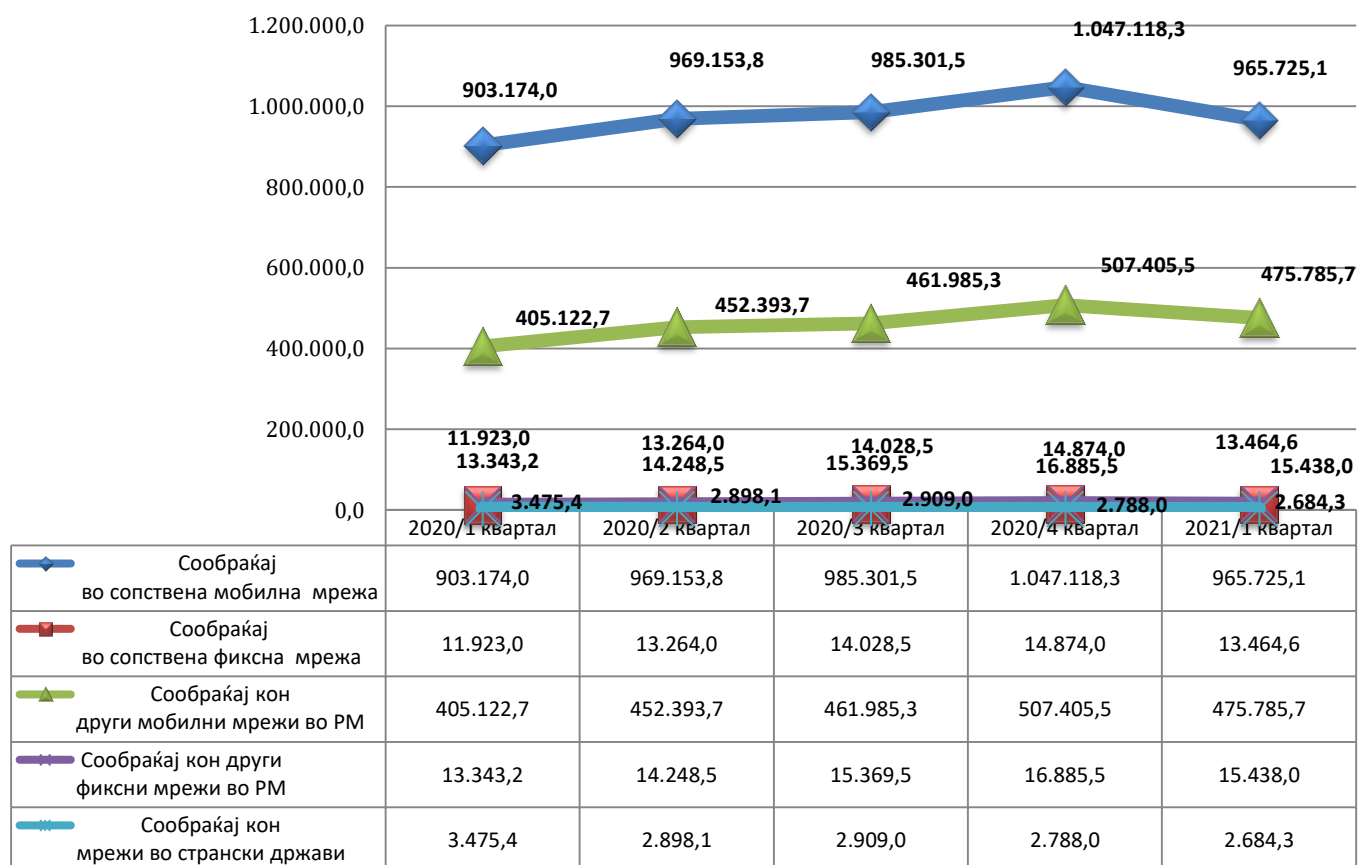 1.200.000,0
1.000.000,0
800.000,0
600.000,0
400.000,0
200.000,0
0,0
903.174,0
969.153,8
985.301,5
1.047.118,3
965.725,1
405.122,7
452.393,7
461.985,3
507.405,5
475.785,7
11.923,0
13.264,0
14.028,5
14.874,0
13.464,6
13.343,2
14.248,5
15.369,5
16.885,5
15.438,0
3.475,4
2.898,1
2.909,0
2.788,0
2.684,3
2020/1 квартал 2020/2 квартал 2020/3 квартал 2020/4 квартал 2021/1 квартал
Сообраќај
во сопствена мобилна мрежа
903.174,0 969.153,8 985.301,5 1.047.118,3 965.725,1
Сообраќај
во сопствена фиксна мрежа
11.923,0 13.264,0 14.028,5 14.874,0 13.464,6
Сообраќај кон
други мобилни мрежи во РМ
405.122,7 452.393,7 461.985,3 507.405,5 475.785,7
Сообраќај кон други
фиксни мрежи во РМ
13.343,2 14.248,5 15.369,5 16.885,5 15.438,0
Сообраќај кон
мрежи во странски држави
3.475,4 2.898,1 2.909,0 2.788,0 2.684,3